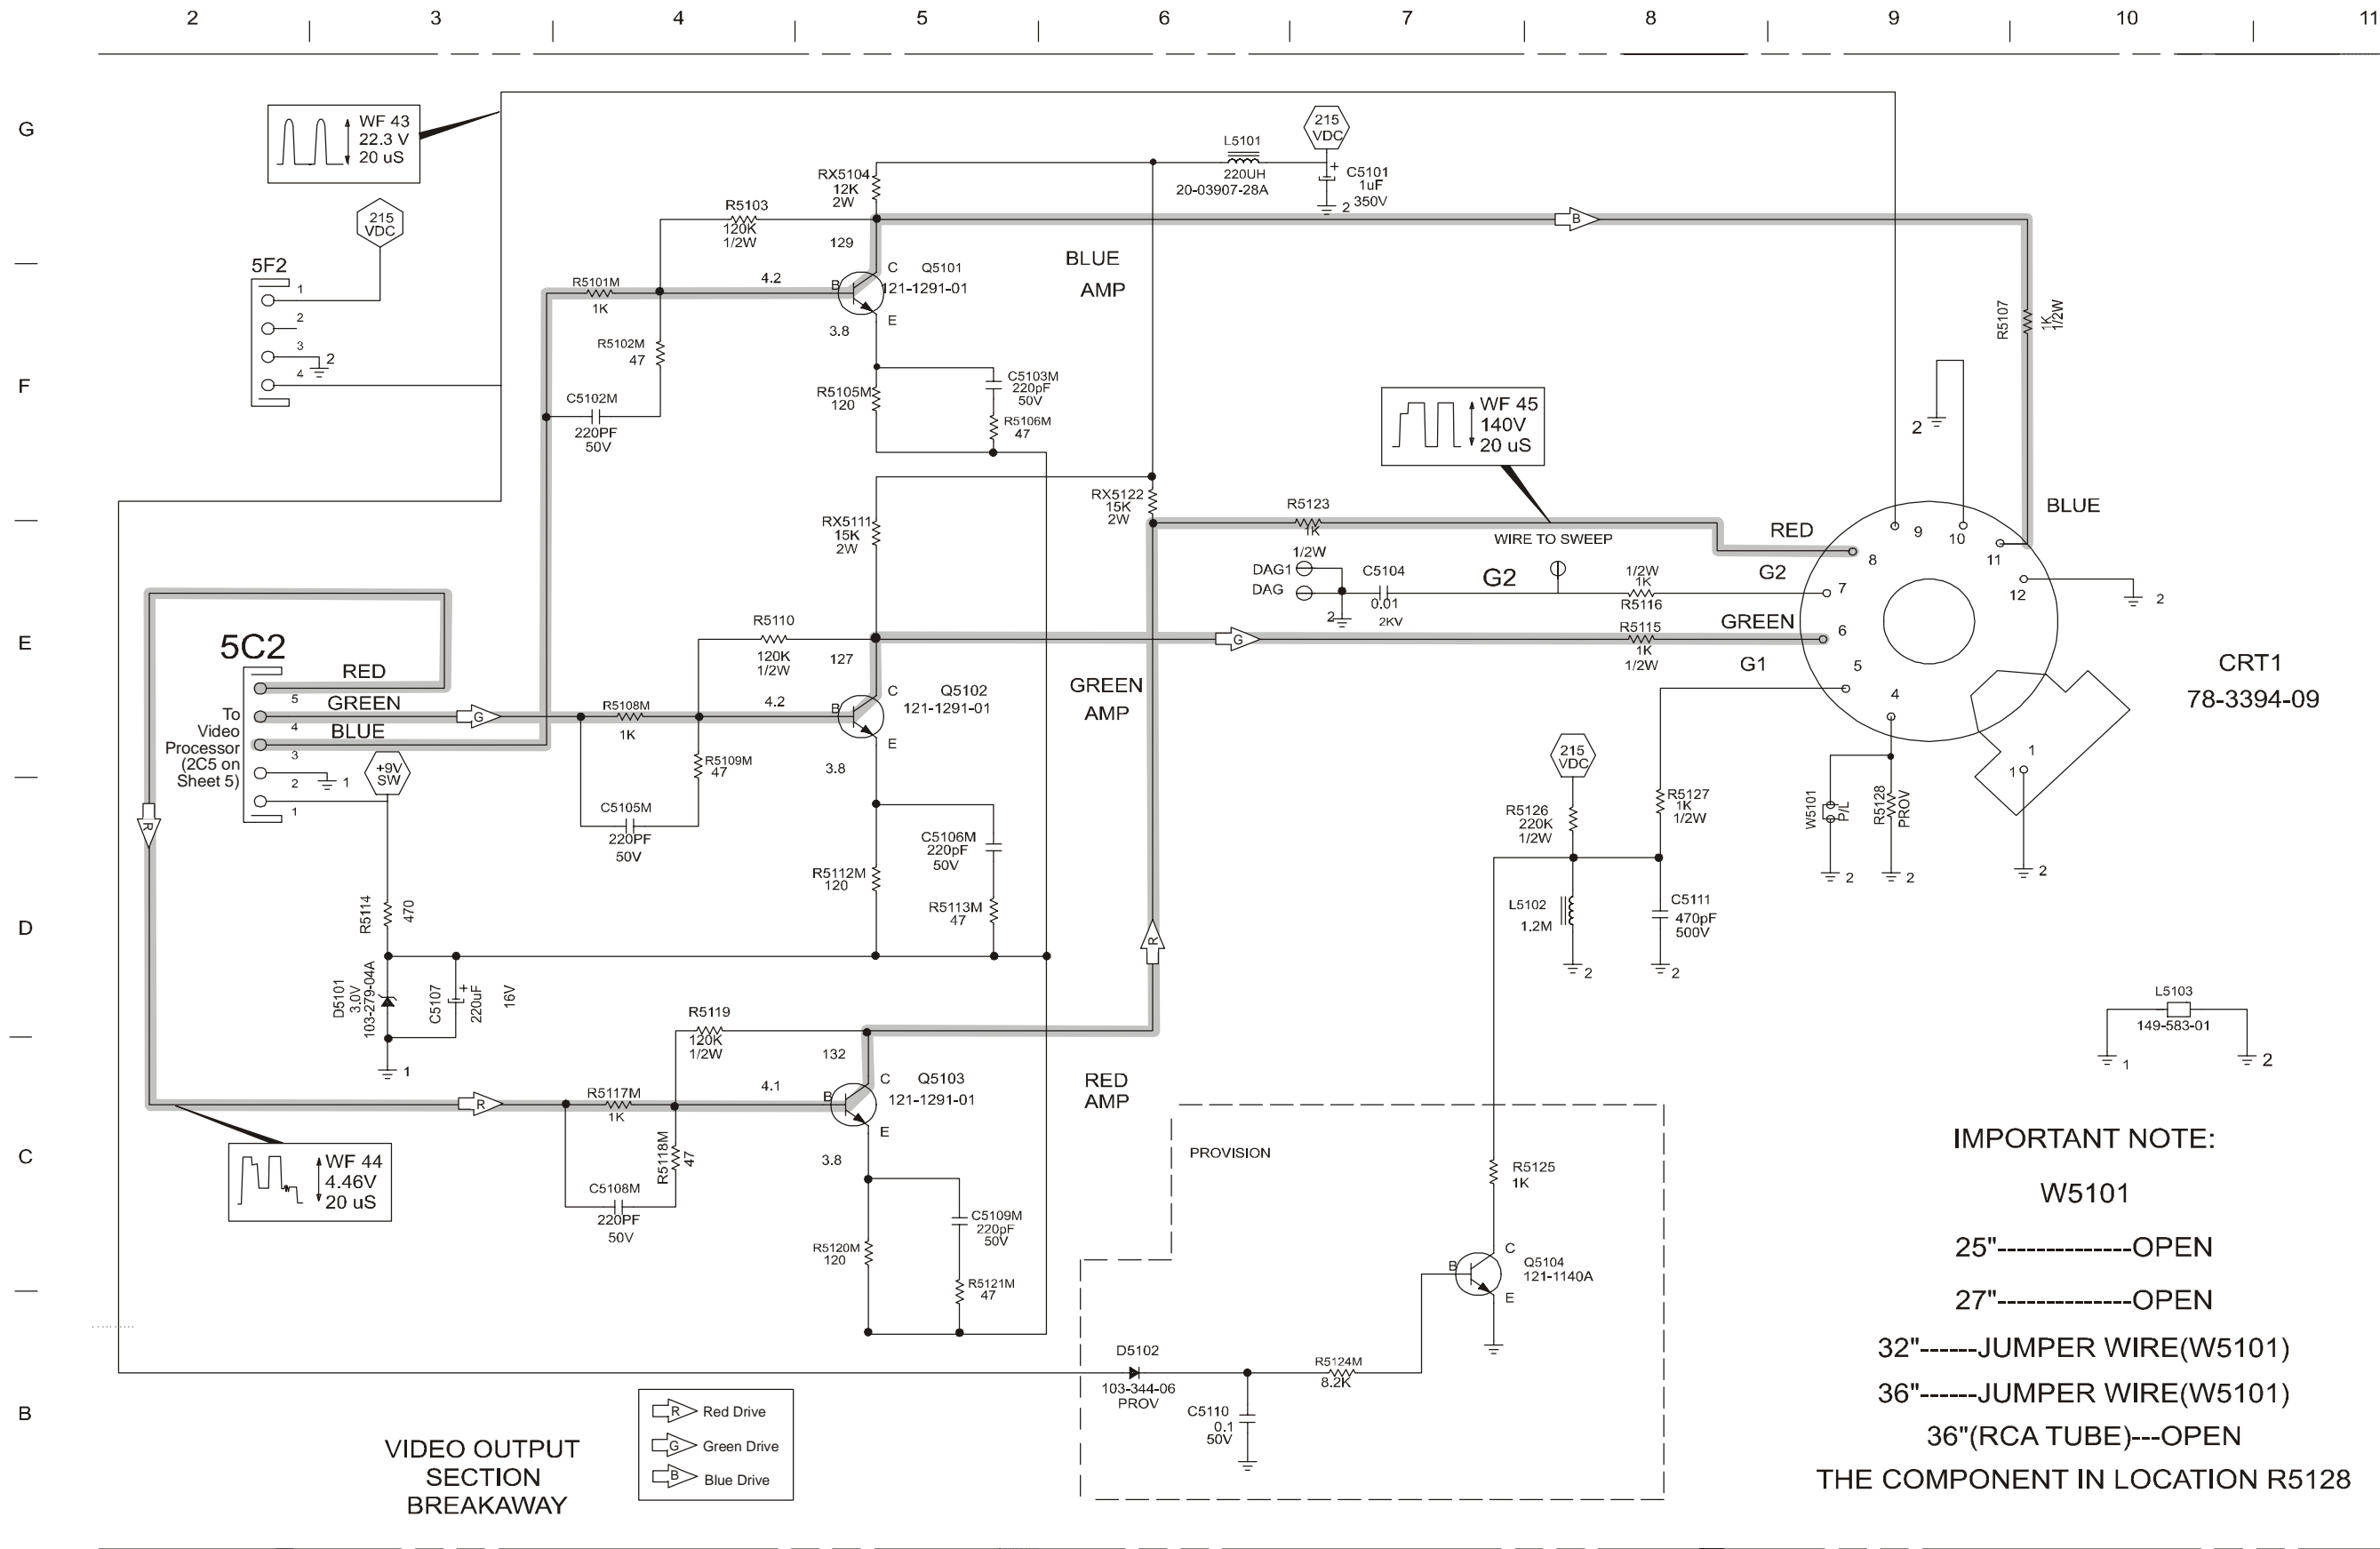 2 3 4 5 6 7 8 9 10 11
G
WF 43
22.3 V
20 uS
215
VDC
L5101
220UH
20-03907-28A
C5101
1uF
350V
+
2
RX5104
12K
2W
R5103
120K
1/2W
129
B
215
VDC
BLUE
AMP
5F2
1
2
3
4
2
R5101M
1K
4.2
B
C
E
Q5101
121-1291-01
3.8
R5107
1K
1/2W
F
R5102M
47
C5102M
220PF
50V
R5105M
120
C5103M
220pF
50V
R5106M
47
WF 45
140V
20 uS
2
RX5111
15K
2W
RX5122
15K
2W
R5123
1K
1/2W
WIRE TO SWEEP
RED
BLUE
8
9
10
11
12
2
DAG1
DAG
2
C5104
0.01
2KV
G2
1/2W
1K
R5116
G2
7
E
5C2
RED
GREEN
BLUE
5
4
3
2
1
1
To
Video
Processor
(2C5 on
Sheet 5)
+9V
SW
G
R5110
120K
1/2W
127
G
R5115
1K
1/2W
GREEN
6
G1
5
4
CRT1
78-3394-09
R5108M
1K
4.2
B
C
E
Q5102
121-1291-01
3.8
GREEN
AMP
R5109M
47
C5105M
220PF
50V
215
VDC
R5126
220K
1/2W
R5127
1K
1/2W
W5101
P/L
2
R5128
PROV
2
1
1
2
R
D
R5114
470
R5112M
120
C5106M
220pF
50V
R5113M
47
R
L5102
1.2M
2
C5111
470pF
500V
2
D5101
3.0V
103-279-04A
C5107
+
220uF
16V
1
R5119
120K
1/2W
132
L5103
149-583-01
1
2
R
R5117M
1K
4.1
B
C
E
Q5103
121-1291-01
3.8
RED
AMP
C
WF 44
4.46V
20 uS
R5118M
47
C5108M
220PF
50V
R5120M
120
C5109M
220pF
50V
R5121M
47
PROVISION
R5125
1K
B
C
E
Q5104
121-1140A
D5102
103-344-06
PROV
R5124M
8.2K
C5110
0.1
50V
B
VIDEO OUTPUT
SECTION
BREAKAWAY
R Red Drive
G Green Drive
B Blue Drive
IMPORTANT NOTE:
W5101
25"--------------OPEN
27"--------------OPEN
32"------JUMPER WIRE(W5101)
36"------JUMPER WIRE(W5101)
36"(RCA TUBE)---OPEN
THE COMPONENT IN LOCATION R5128